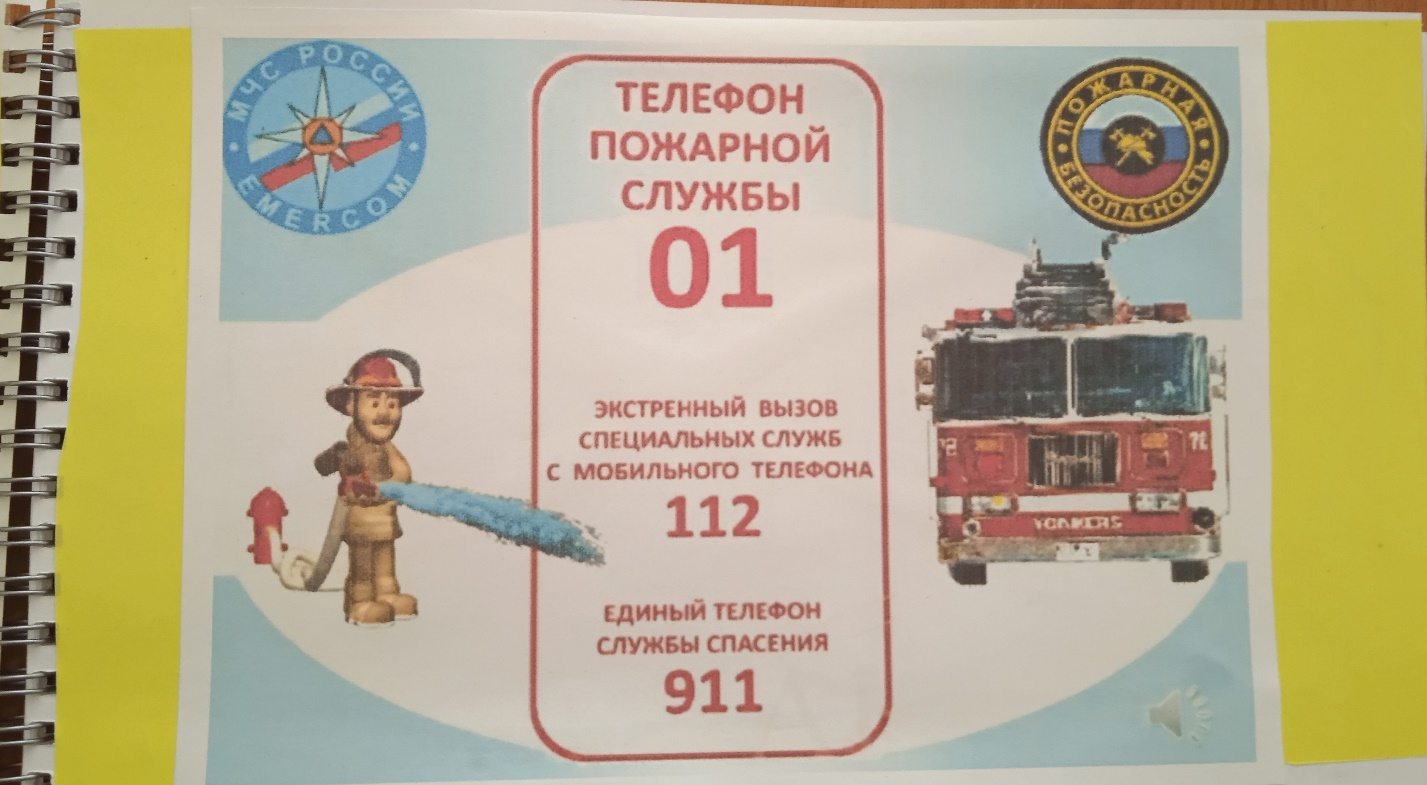 МЧС РОССИИ
EMERCOM
ТЕЛЕФОН
ПОЖАРНОЙ
СЛУЖБЫ
01
ПОЖАРНАЯ
БЕЗОПАСНОСТЬ
ЭКСТРЕННЫЙ ВЫЗОВ
СПЕЦИАЛЬНЫХ СЛУЖБ
С МОБИЛЬНОГО ТЕЛЕФОНА
112
YONKERS
ЕДИНЫЙ ТЕЛЕФОН
СЛУЖБЫ СПАСЕНИЯ
911